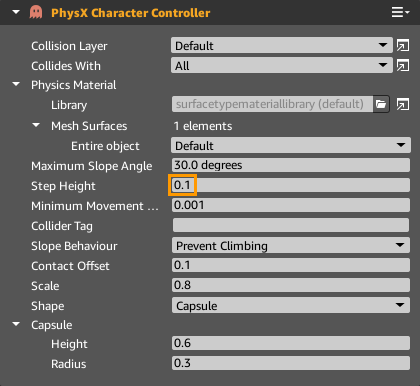 PhysX Character Controller
Collision Layer Default
Collides With All
Physics Material
Library surfacetypemateriallibrary (default)
Mesh Surfaces 1 elements
Entire object Default
Maximum Slope Angle 30.0 degrees
Step Height 0.1
Minimum Movement ... 0.001
Collider Tag
Slope Behaviour Prevent Climbing
Contact Offset 0.1
Scale 0.8
Shape Capsule
Capsule
Height 0.6
Radius 0.3